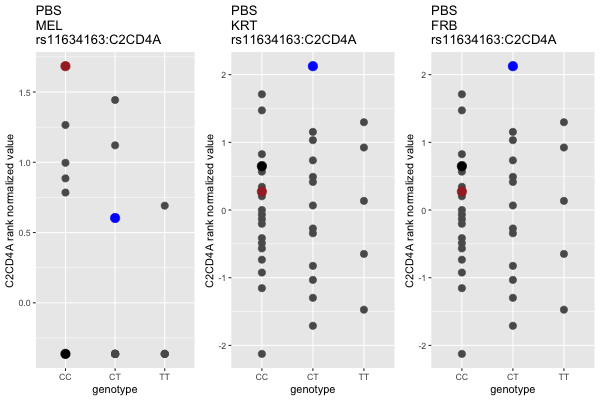 PBS
MEL
rs11634163:C2CD4A
C2CD4A rank normalized value
1.5
1.0
0.5
0.0
CC
CT
TT
genotype
PBS
KRT
rs11634163:C2CD4A
C2CD4A rank normalized value
2
1
0
-1
-2
CC
CT
TT
genotype
PBS
FRB
rs11634163:C2CD4A
C2CD4A rank normalized value
2
1
0
-1
-2
CC
CT
TT
genotype